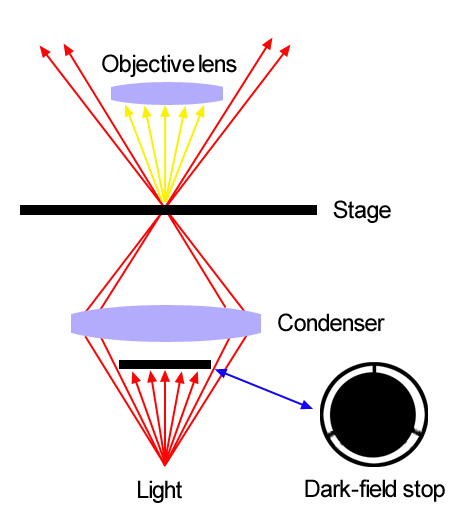 Objective lens
Stage
Condenser
Light
Dark-field stop